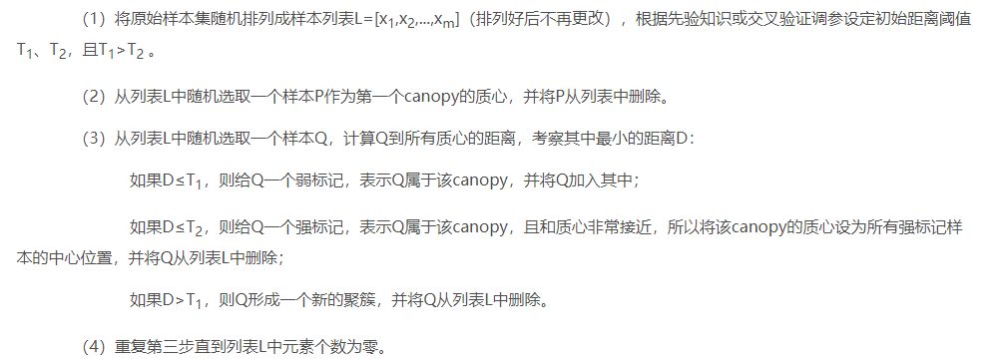 (1) 将原始样本集随机排列成样本列表L=[x1,x2,...,xm]（排列好后不再更改），根据先验知识或交叉验证调参设定初始距离阈值
T1、T2，且T1>T2 。
(2) 从列表L中随机选取一个样本P作为第一个canopy的质心，并将P从列表中删除。
(3) 从列表L中随机选取一个样本Q，计算Q到所有质心的距离，考察其中最小的距离D：
如果D≤T1，则给Q一个弱标记，表示Q属于该canopy，并将Q加入其中；
如果D≤T2，则给Q一个强标记，表示Q属于该canopy，且和质心非常接近，所以将该canopy的质心设为所有强标记样
本的中心位置，并将Q从列表L中删除；
如果D>T1，则Q形成一个新的聚簇，并将Q从列表L中删除。
(4) 重复第三步直到列表L中元素个数为零。